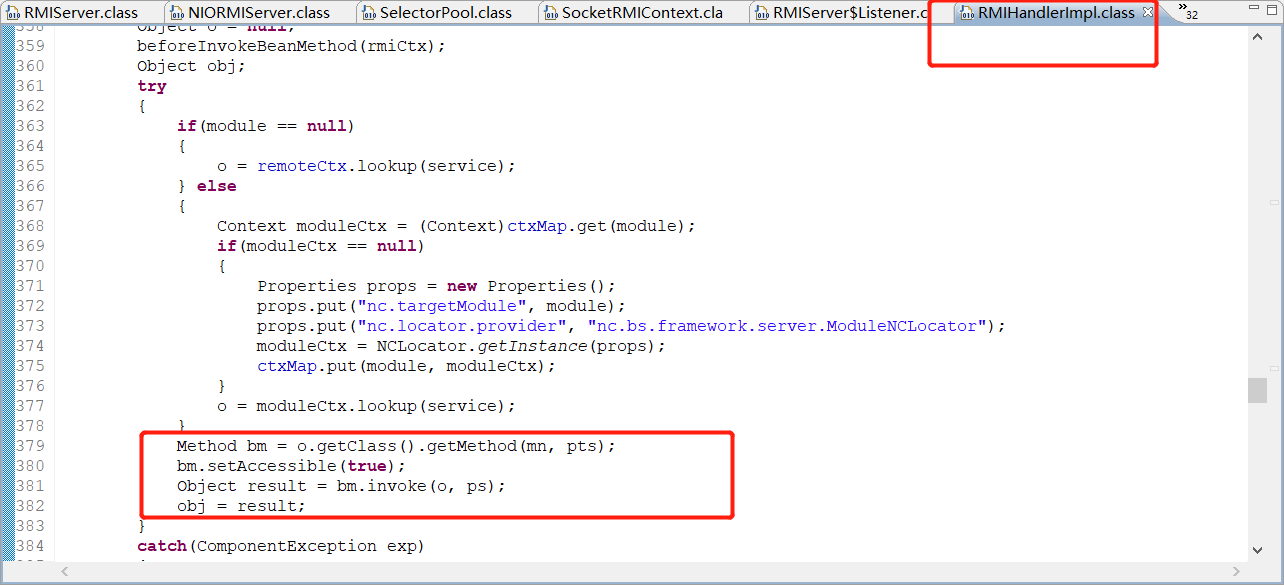 RMIServer.class NIORMIServer.class SelectorPool.class SocketRMIContext.cla RMIServer$Listener.c RMIHandlerImpl.class »32
358 Object o = null;
359 beforeInvokeBeanMethod(rmiCtx);
360 Object obj;
361 try
362 {
363 if(module == null)
364 {
365 o = remoteCtx.lookup(service);
366 } else
367 {
368 Context moduleCtx = (Context)ctxMap.get(module);
369 if(moduleCtx == null)
370 {
371 Properties props = new Properties();
372 props.put("nc.targetModule", module);
373 props.put("nc.locator.provider", "nc.bs.framework.server.ModuleNCLocator");
374 moduleCtx = NCLocator.getInstance(props);
375 ctxMap.put(module, moduleCtx);
376 }
377 o = moduleCtx.lookup(service);
378 }
379 Method bm = o.getClass().getMethod(mn, pts);
380 bm.setAccessible(true);
381 Object result = bm.invoke(o, ps);
382 obj = result;
383 }
384 catch(ComponentException exp)